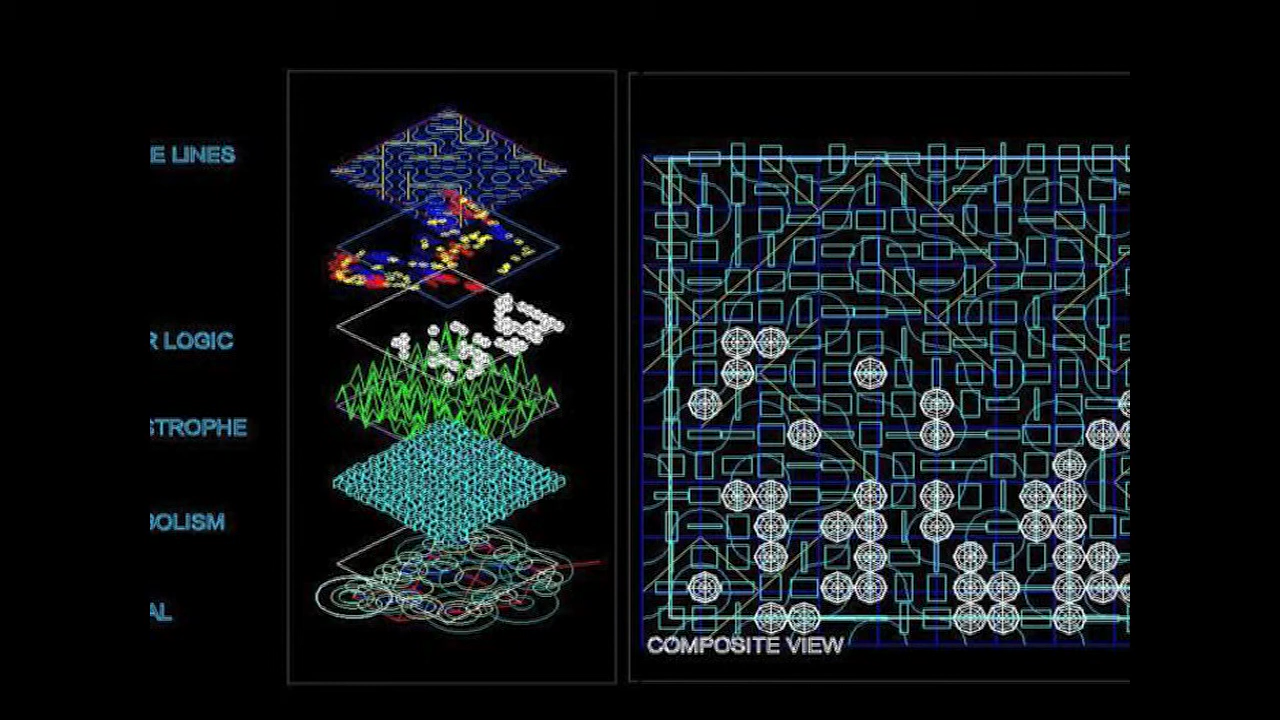 E LINES
R LOGIC
STROPHE
BOLISM
AL
COMPOSITE VIEW